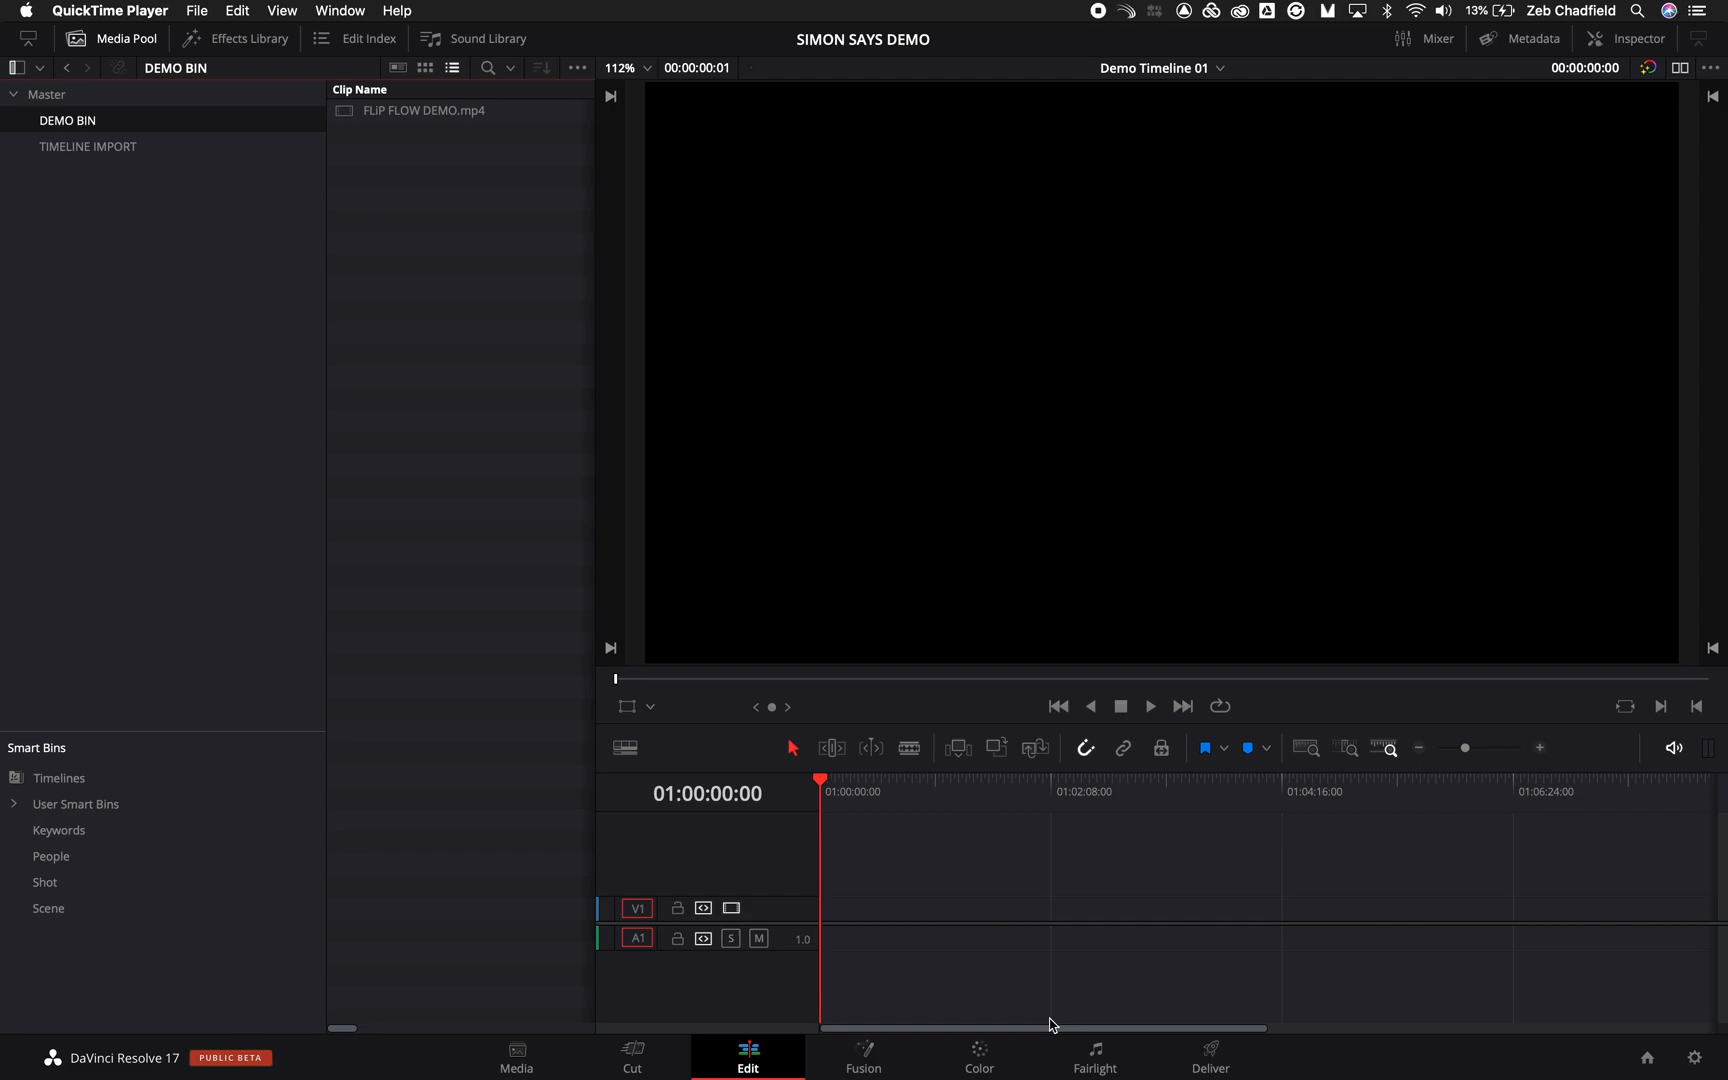 QuickTime Player File Edit View Window Help 13% Zeb Chadfield
Media Pool Effects Library Edit Index Sound Library SIMON SAYS DEMO Mixer Metadata Inspector
DEMO BIN 112% 00:00:00:01 Demo Timeline 01 00:00:00:00
Master
DEMO BIN
TIMELINE IMPORT
Clip Name
FLiP FLOW DEMO.mp4
Smart Bins
Timelines
User Smart Bins
Keywords
People
Shot
Scene
01:00:00:00 01:00:00:00 01:02:08:00 01:04:16:00 01:06:24:00
V1
A1 S M 1.0
DaVinci Resolve 17 PUBLIC BETA
Media Cut Edit Fusion Color Fairlight Deliver